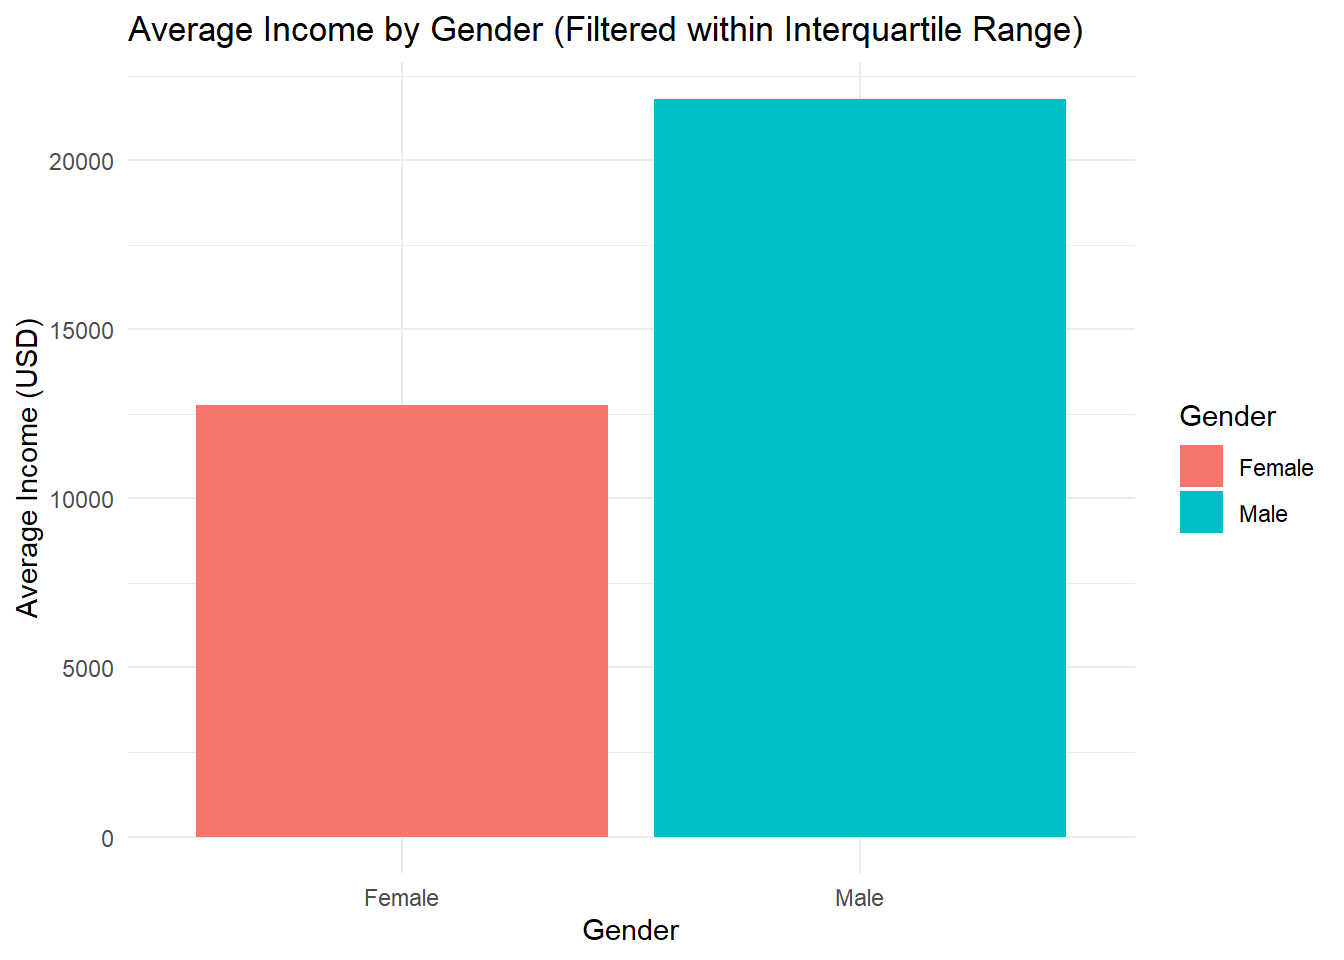 Average Income by Gender (Filtered within Interquartile Range)
Average Income (USD)
20000
15000
10000
5000
0
Female
Male
Gender
Gender
Female
Male